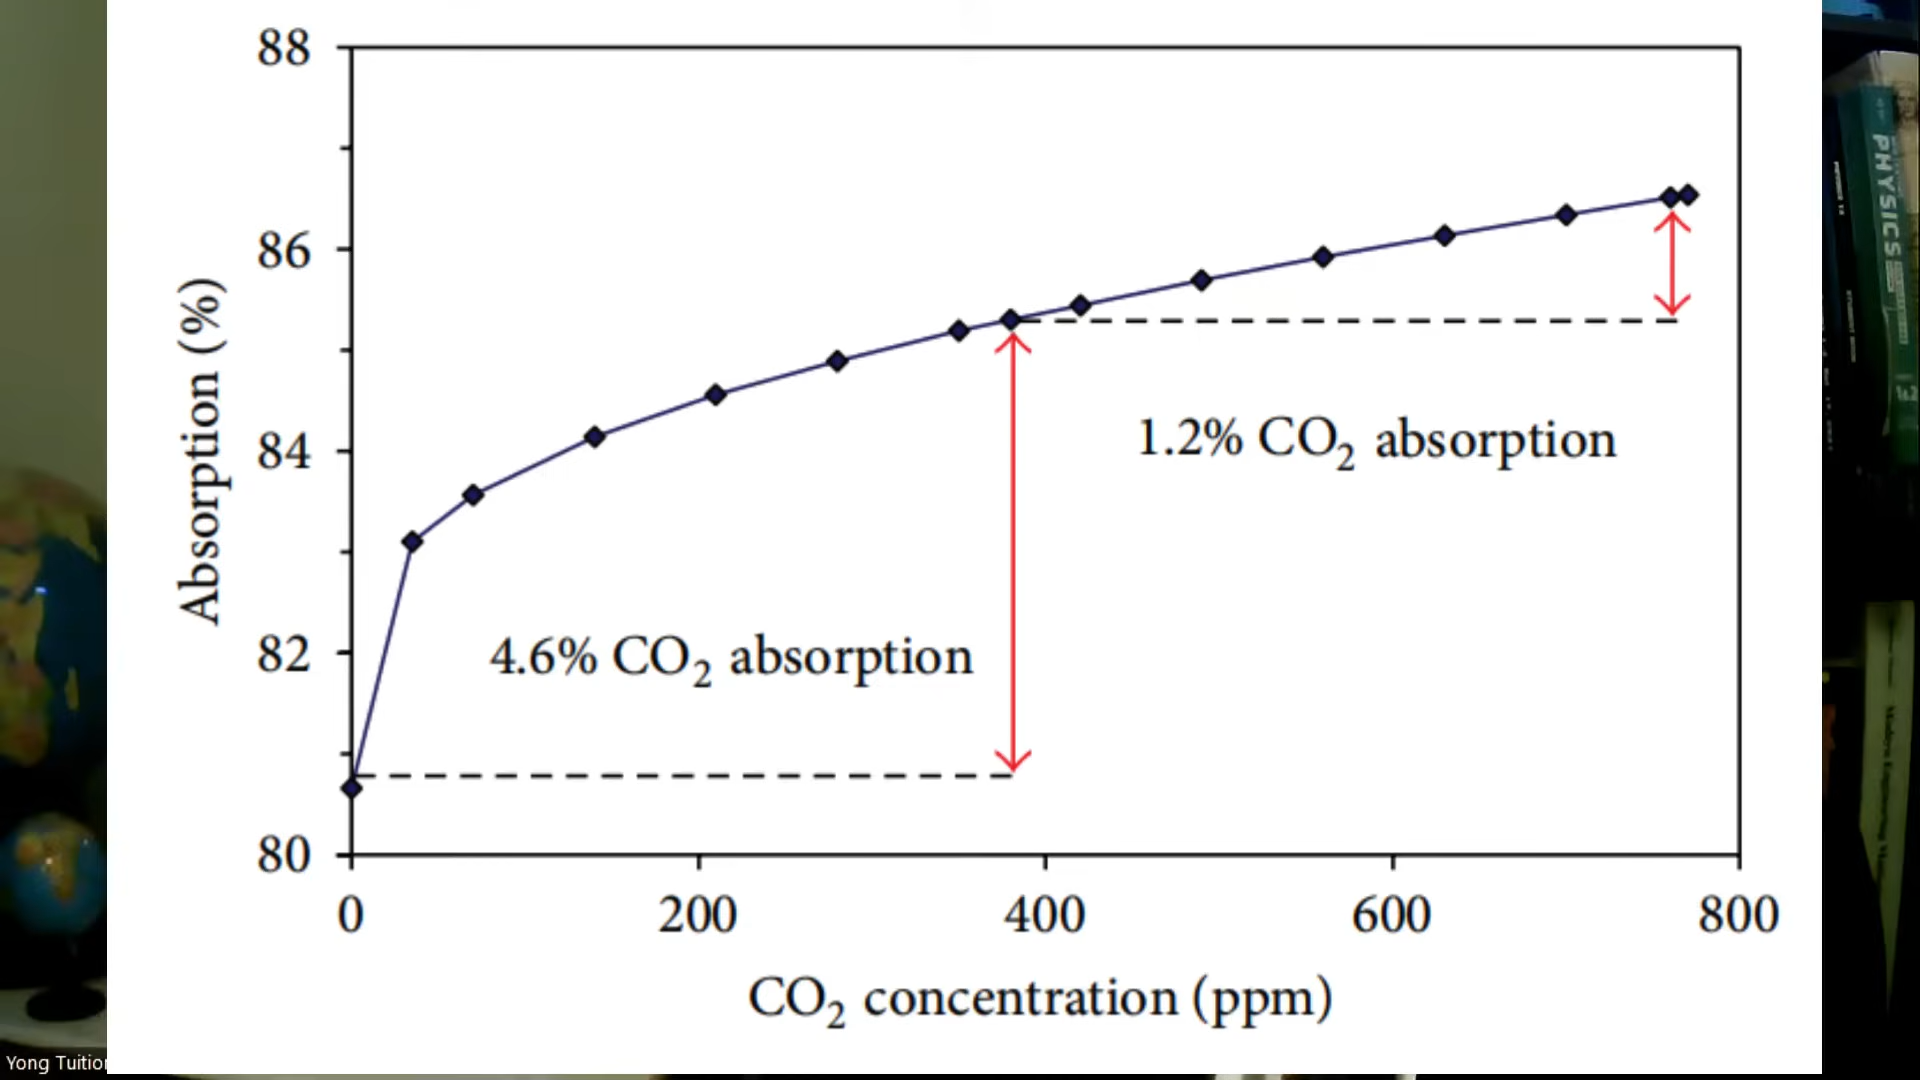 88
86
84
82
80
Absorption (%)
1.2% CO₂ absorption
4.6% CO₂ absorption
0 200 400 600 800
CO₂ concentration (ppm)
PHYSICS
Yong Tuition